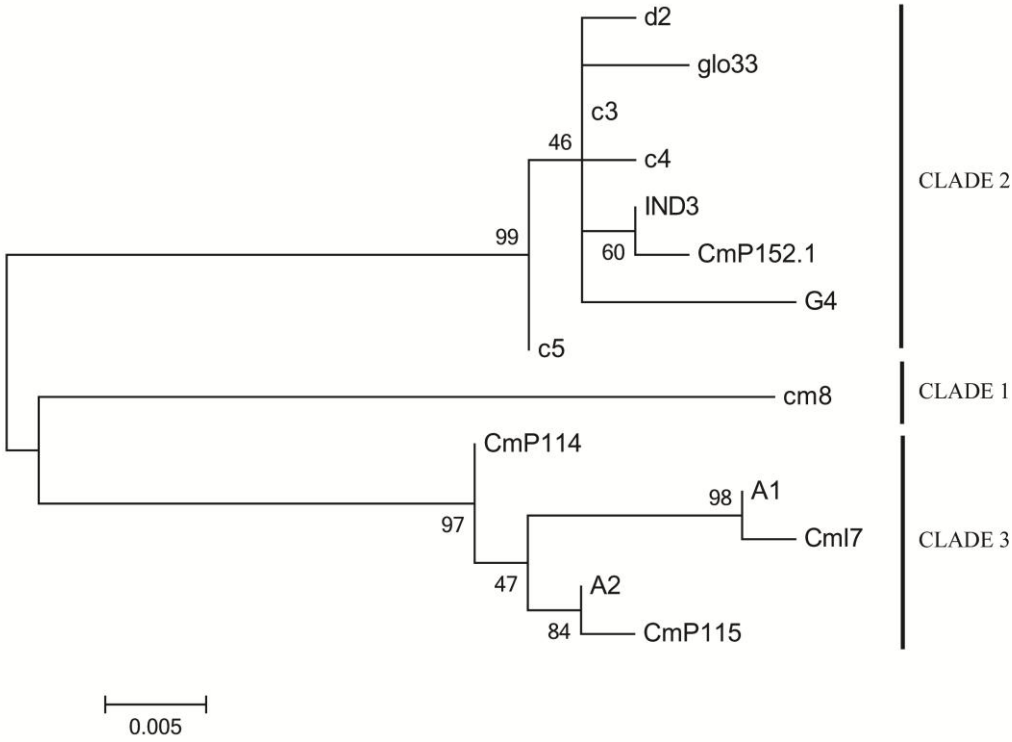 d2
glo33
c3
46
c4
CLADE 2
IND3
99
60
CmP152.1
G4
c5
cm8
CLADE 1
CmP114
98
A1
97
CmI7
CLADE 3
47
A2
84
CmP115
0.005